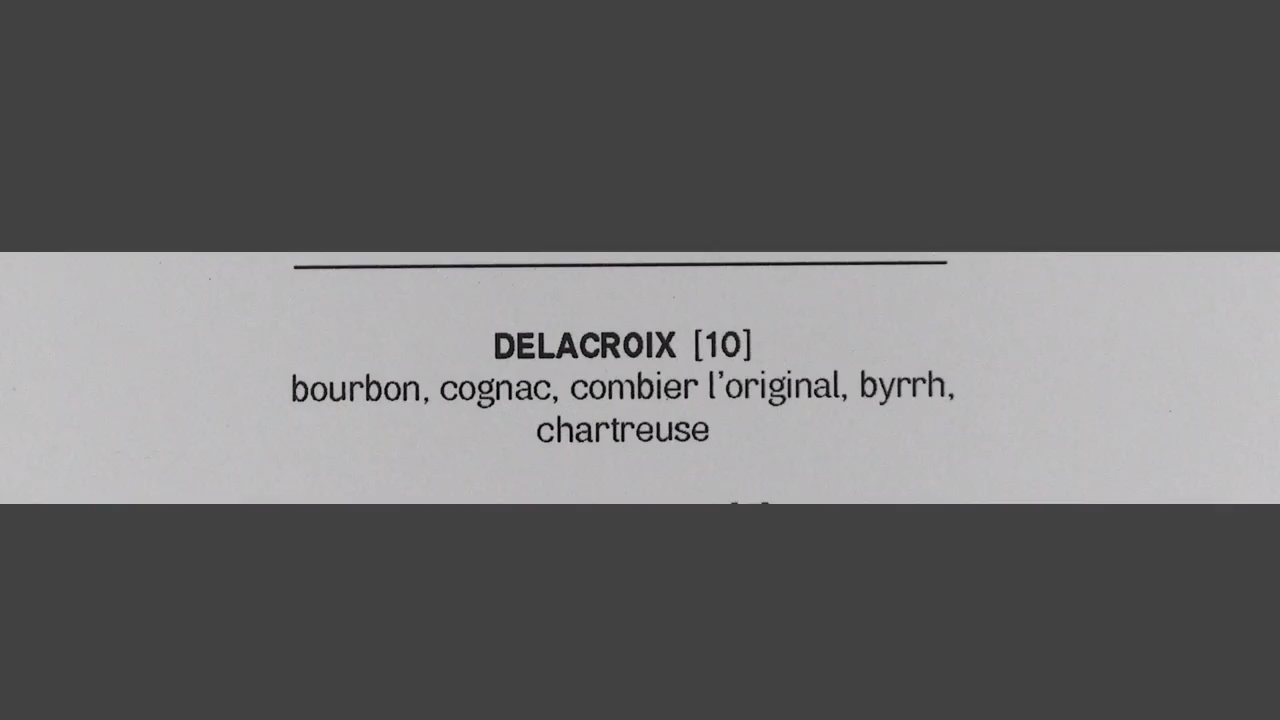 DELACROIX [10]
bourbon, cognac, combier l'original, byrrh,
chartreuse